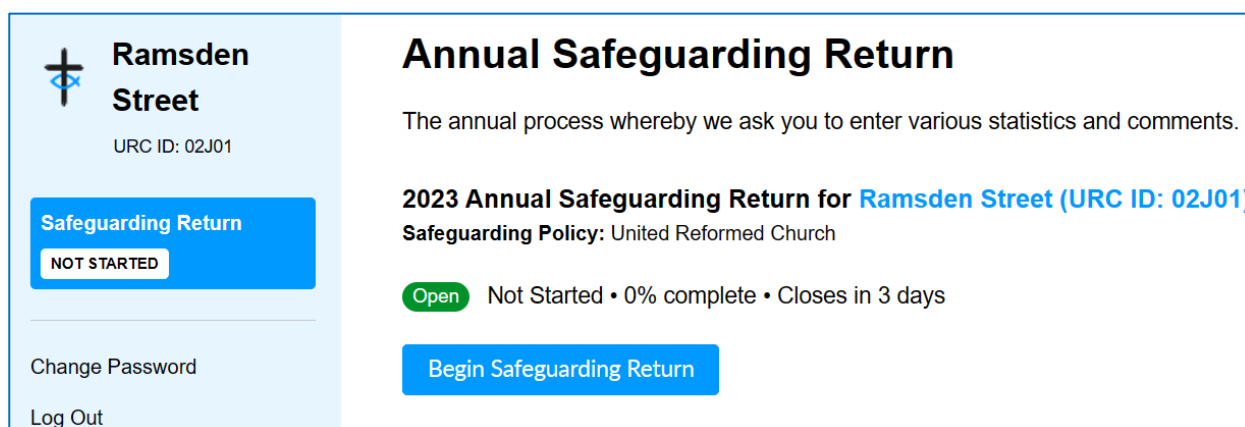 Ramsden
Street
URC ID: 02J01
Safeguarding Return
NOT STARTED
Change Password
Log Out
Annual Safeguarding Return
The annual process whereby we ask you to enter various statistics and comments.
2023 Annual Safeguarding Return for Ramsden Street (URC ID: 02J01)
Safeguarding Policy: United Reformed Church
Open Not Started • 0% complete • Closes in 3 days
Begin Safeguarding Return